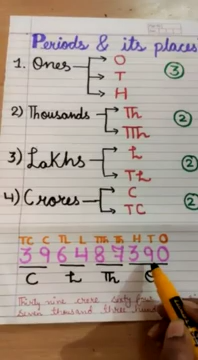 Periods & its places
1. Ones O ③
T
H
2) Thousands Th ②
TTh
3) Lakhs L ②
TL
4) Crores C ②
TC
TC C TL L TTh Th H T O
3 9 6 4 8 7 3 9 0
C L Th
Thirty nine crore sixty four
seven thousand three hundred